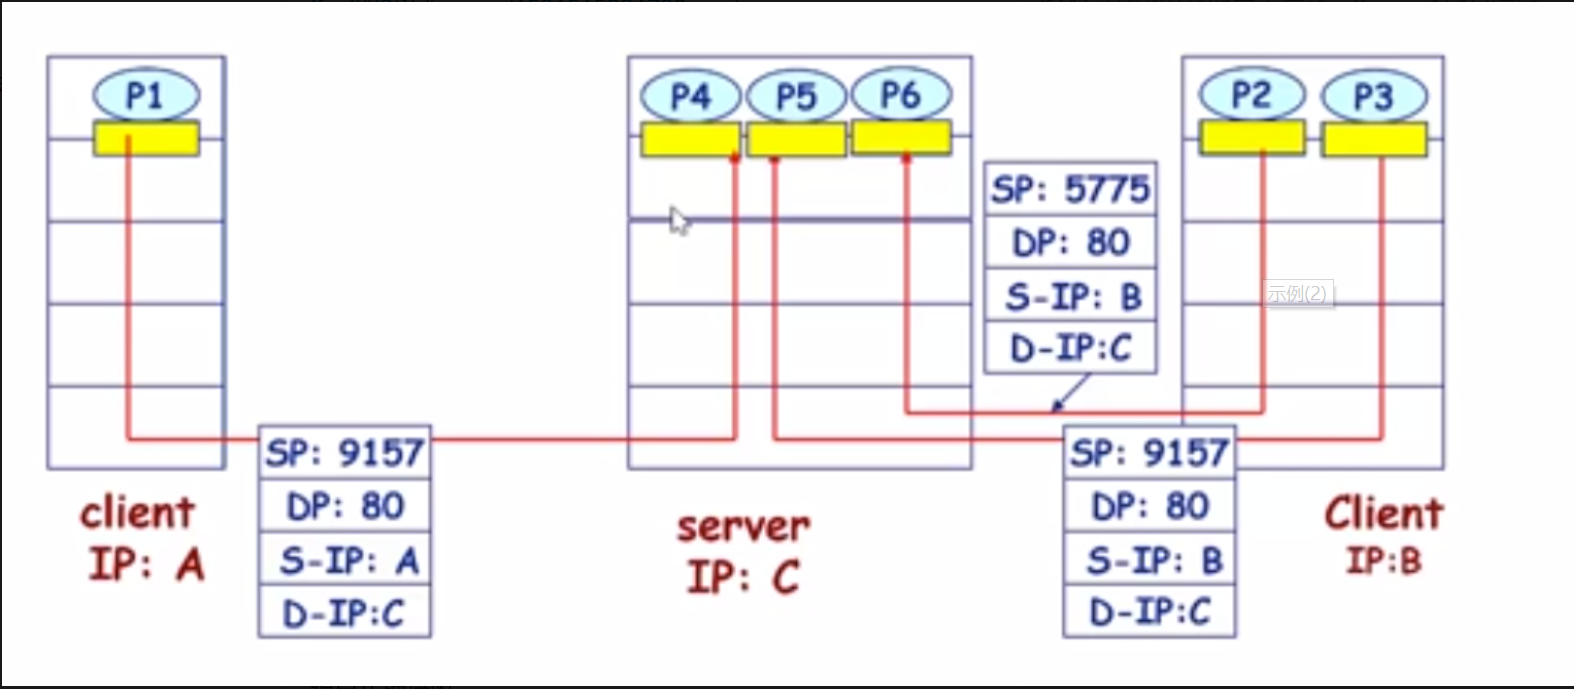 P1
P4
P5
P6
P2
P3
SP: 5775
DP: 80
S-IP: B
D-IP:C
示例(2)
SP: 9157
DP: 80
S-IP: A
D-IP:C
SP: 9157
DP: 80
S-IP: B
D-IP:C
client
IP: A
server
IP: C
Client
IP:B